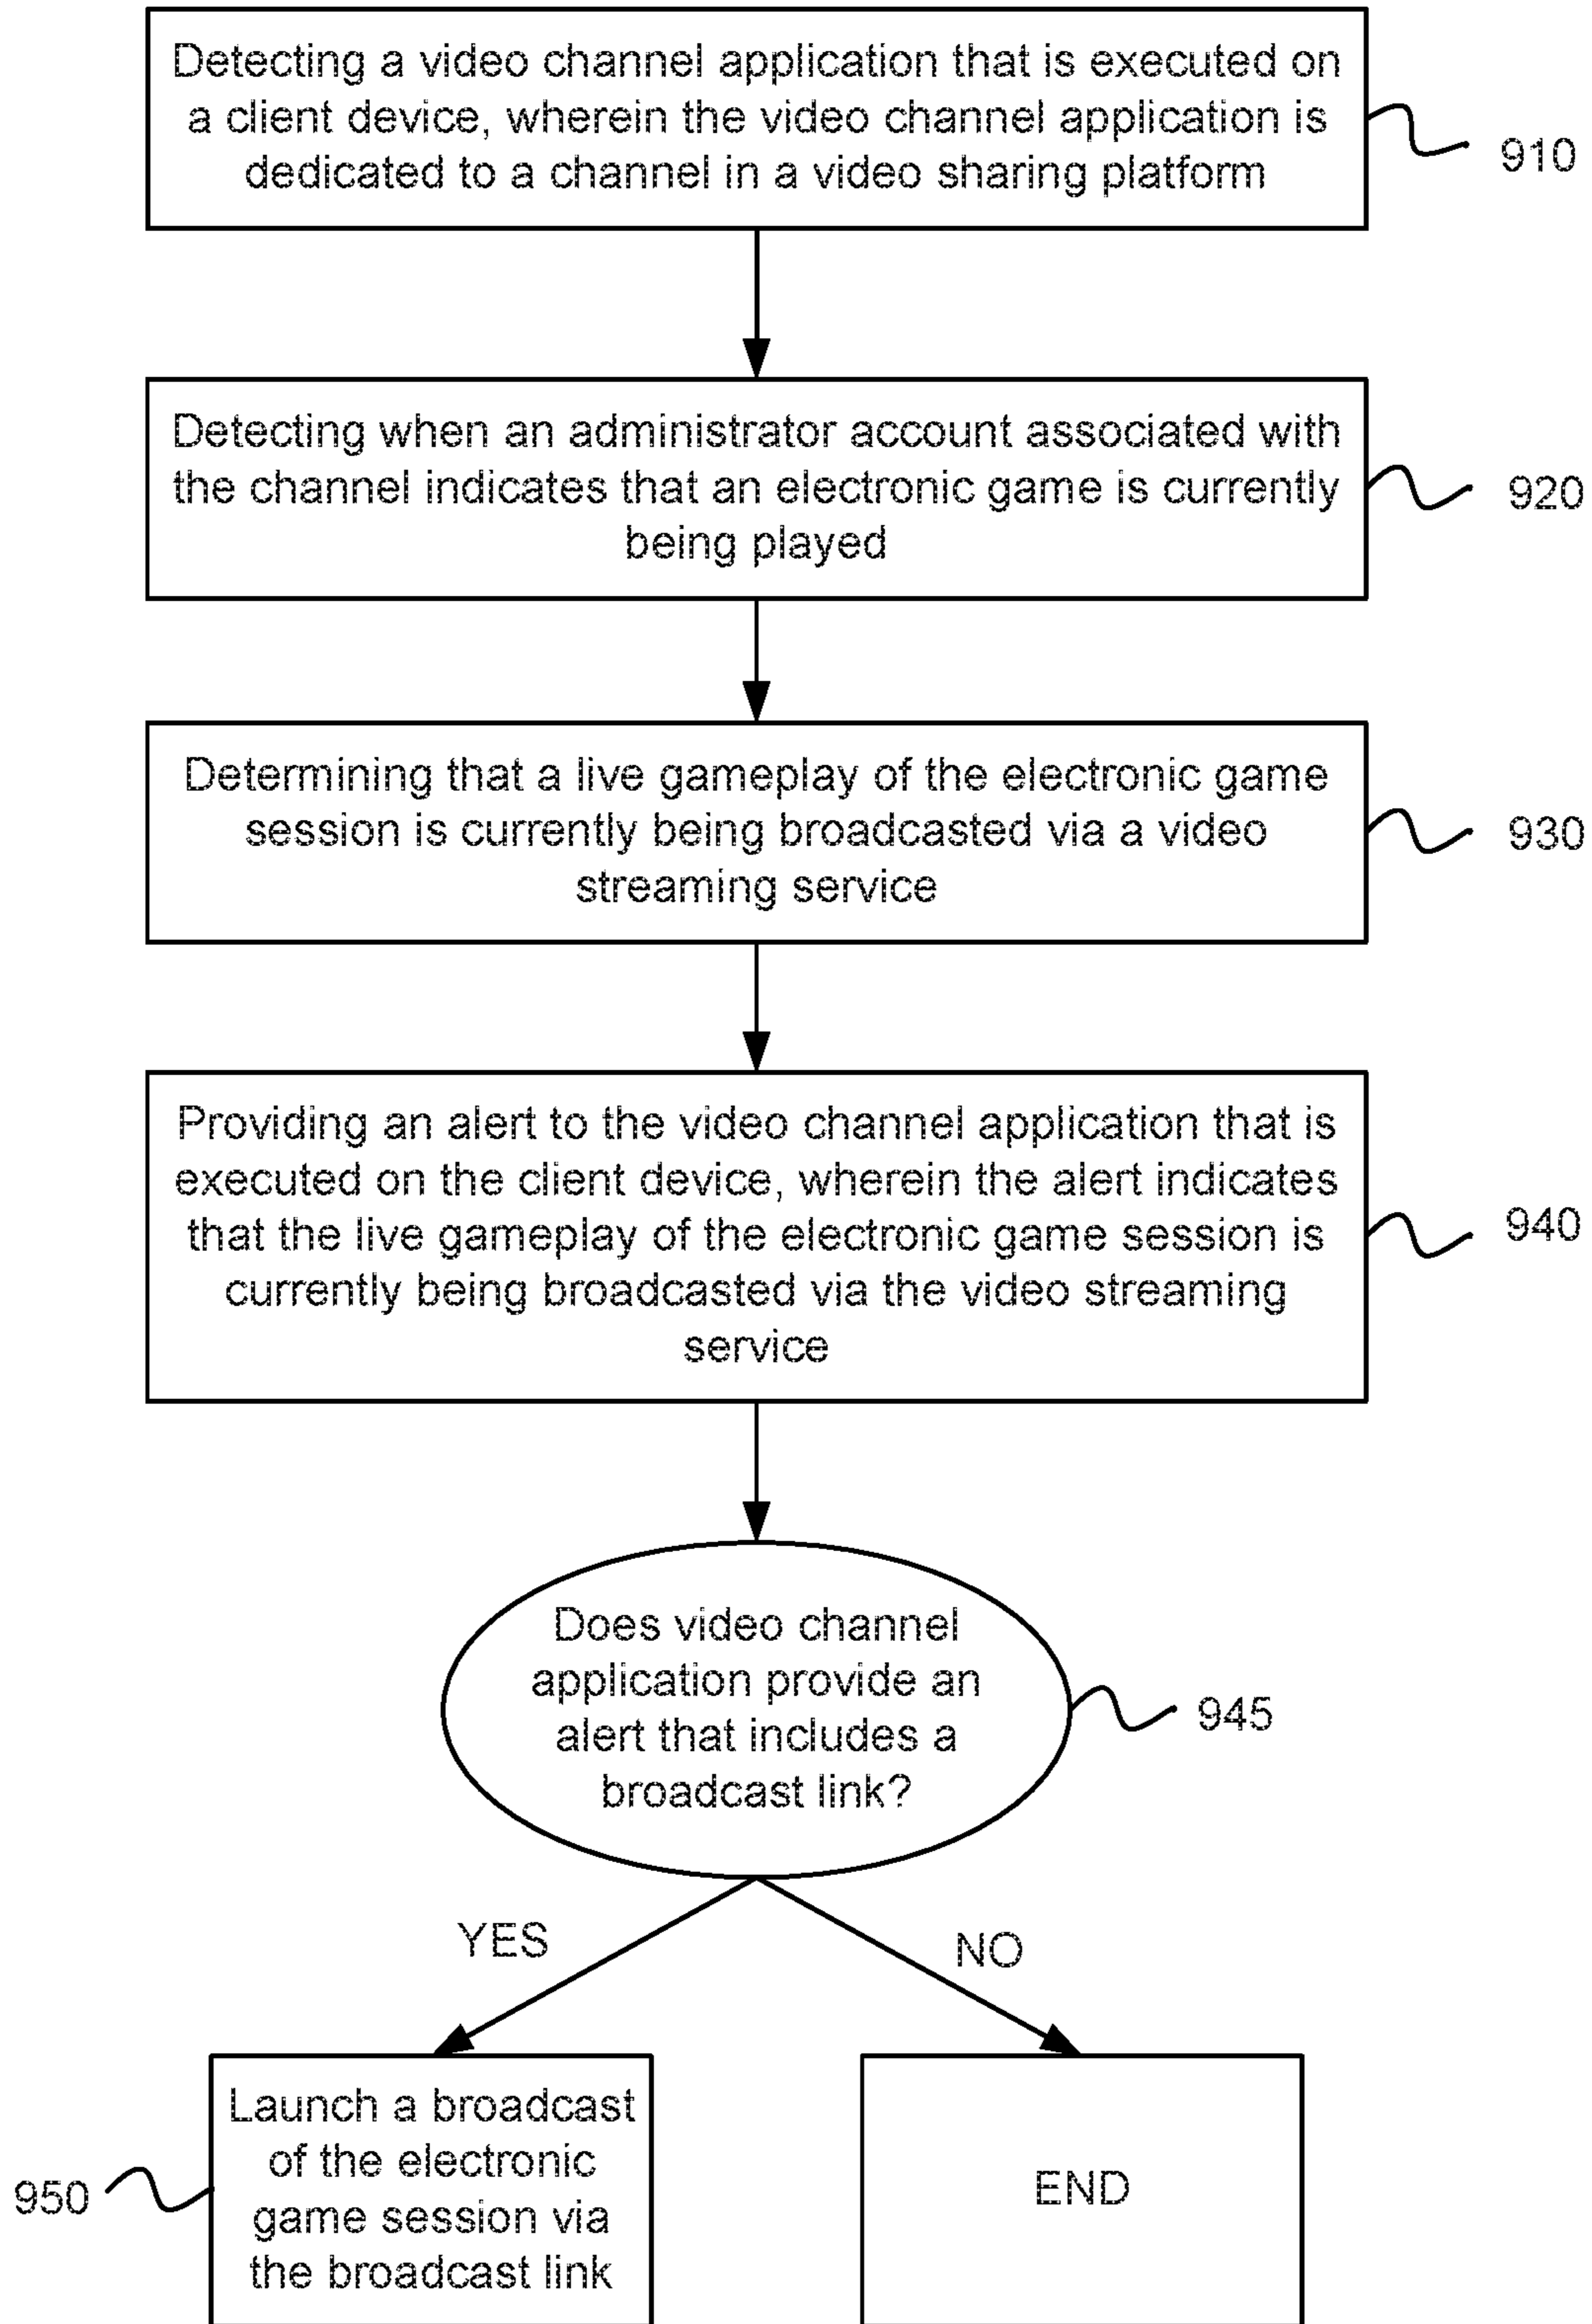 Detecting a video channel application that is executed on
a client device, wherein the video channel application is
dedicated to a channel in a video sharing platform
910
Detecting when an administrator account associated with
the channel indicates that an electronic game is currently
being played
920
Determining that a live gameplay of the electronic game
session is currently being broadcasted via a video
streaming service
930
Providing an alert to the video channel application that is
executed on the client device, wherein the alert indicates
that the live gameplay of the electronic game session is
currently being broadcasted via the video streaming
service
940
Does video channel
application provide an
alert that includes a
broadcast link?
945
YES
NO
Launch a broadcast
of the electronic
game session via
the broadcast link
950
END